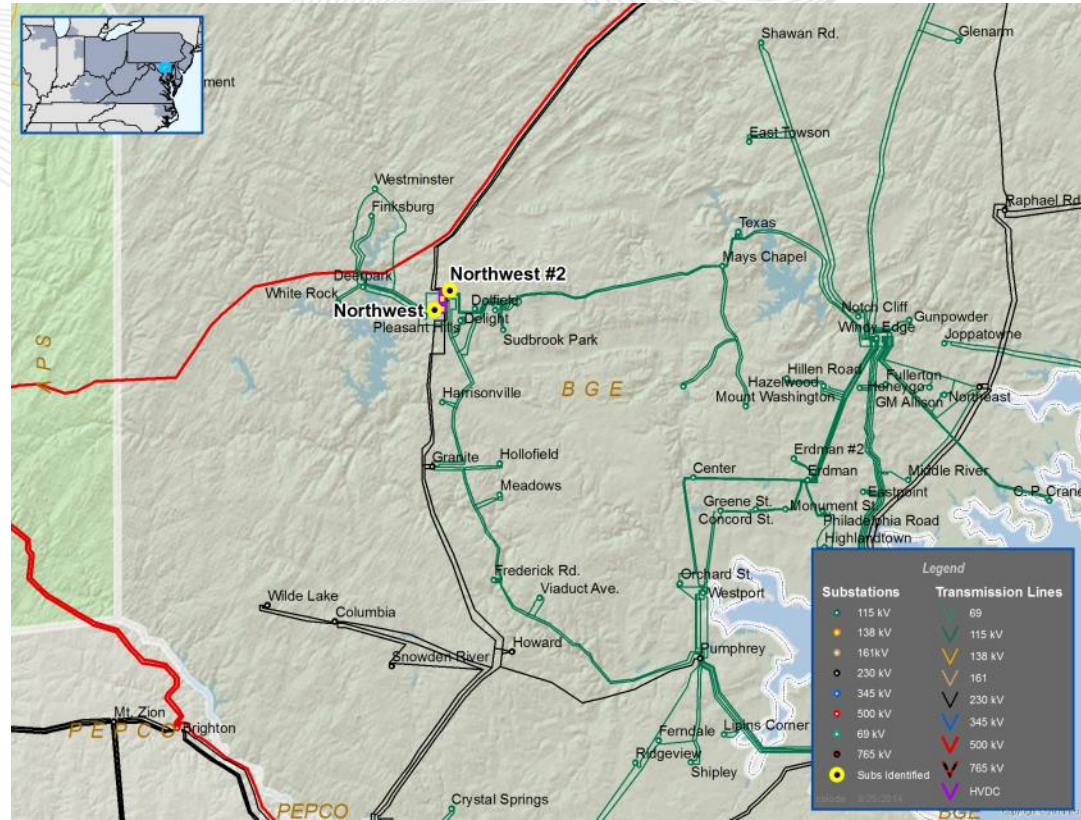 ment
Shawan Rd.
Glenarm
East Towson
Westminster
Finksburg
Raphael Rd.
Texas
Mays Chapel
Deerpark
Northwest #2
White Rock
Northwest
Dolfield
Delight
Pleasant Hills
Sudbrook Park
Notch Cliff
Gunpowder
Windy Edge
Joppatowne
APS
BGE
Hillen Road
Fullerton
Hazelwood
Honeygo
Northeast
Mount Washington
GM Allison
Harrisonville
Granite
Hollofield
Meadows
Erdman #2
Center
Erdman
Middle River
Eastpoint
C. P. Crane
Greene St.
Monument St.
Concord St.
Philadelphia Road
Highlandtown
Frederick Rd.
Viaduct Ave.
Orchard St.
Westport
Wilde Lake
Columbia
Howard
Snowden River
Pumphrey
Mt. Zion
PEPCO
Brighton
Ferndale
Lipins Corner
Ridgeview
Shipley
PEPCO
Crystal Springs
BGE
Legend
Substations
115 kV
138 kV
161kV
230 kV
345 kV
500 kV
69 kV
765 kV
Subs Identified
Transmission Lines
69
115 kV
138 kV
161
230 kV
345 kV
500 kV
765 kV
HVDC